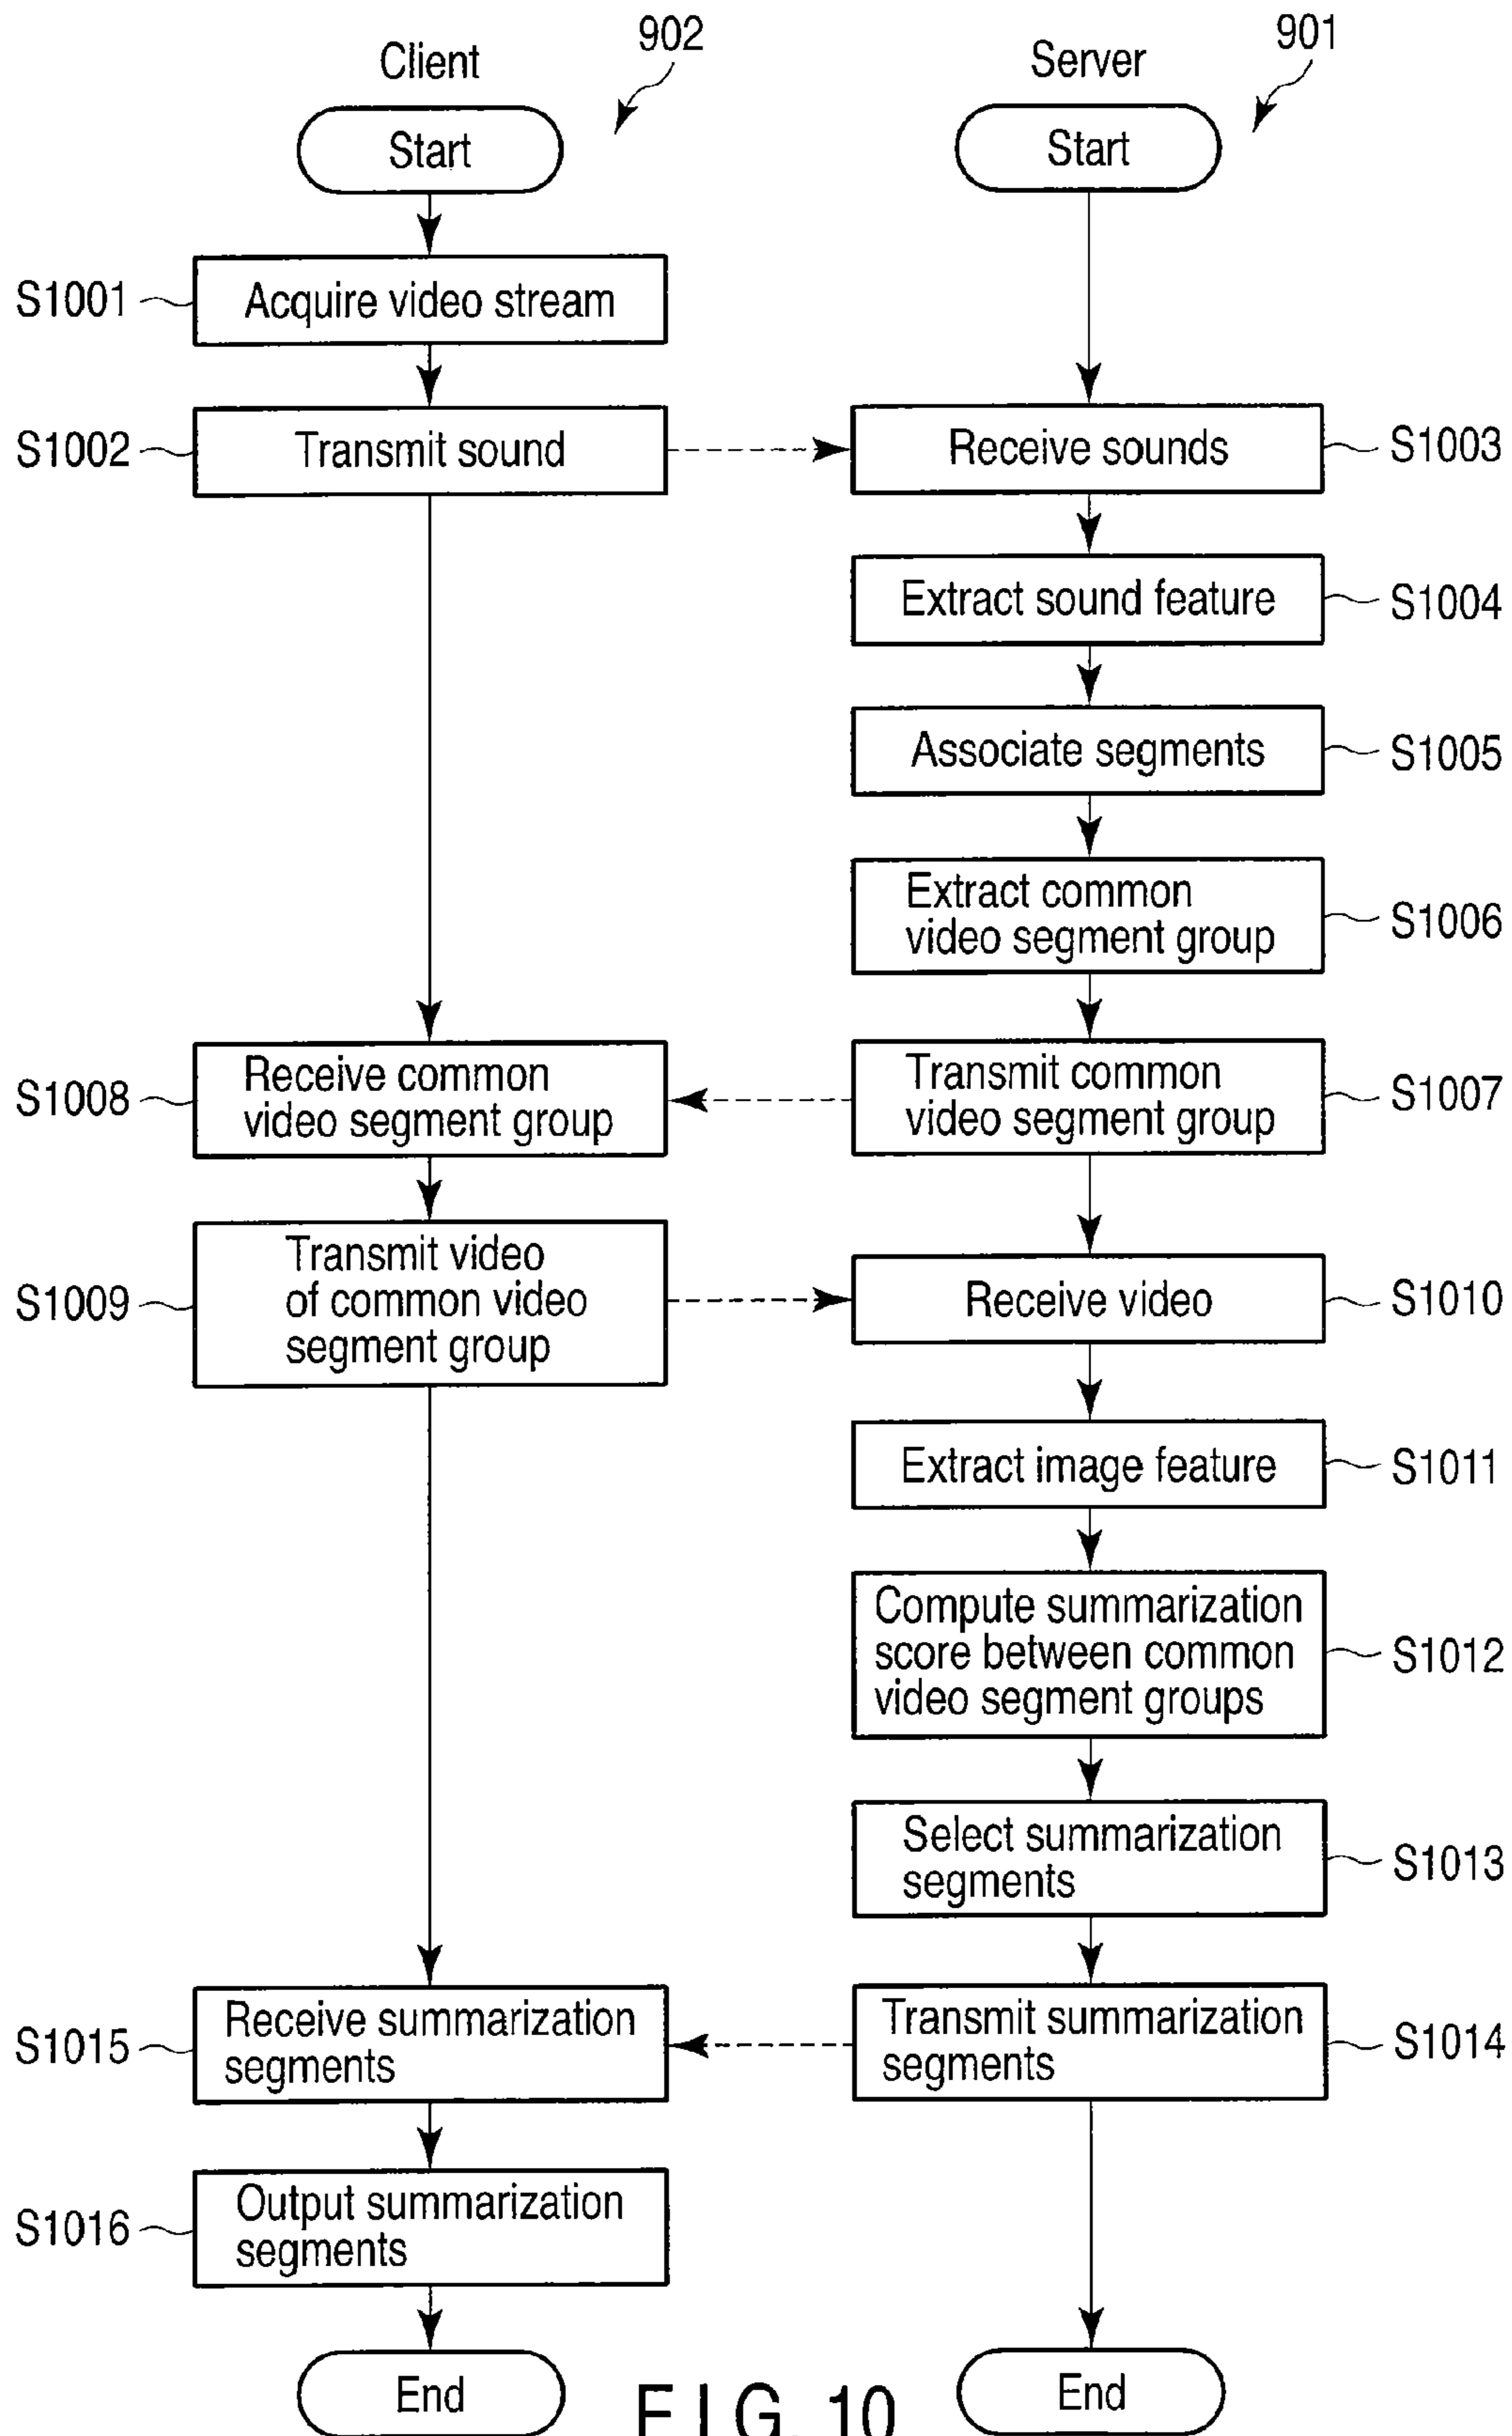 Client
902
Server
901
Start
Start
S1001
Acquire video stream
S1002
Transmit sound
Receive sounds
S1003
Extract sound feature
S1004
Associate segments
S1005
Extract common
video segment group
S1006
S1008
Receive common
video segment group
Transmit common
video segment group
S1007
S1009
Transmit video
of common video
segment group
Receive video
S1010
Extract image feature
S1011
Compute summarization
score between common
video segment groups
S1012
Select summarization
segments
S1013
S1015
Receive summarization
segments
Transmit summarization
segments
S1014
S1016
Output summarization
segments
End
End
FIG. 10